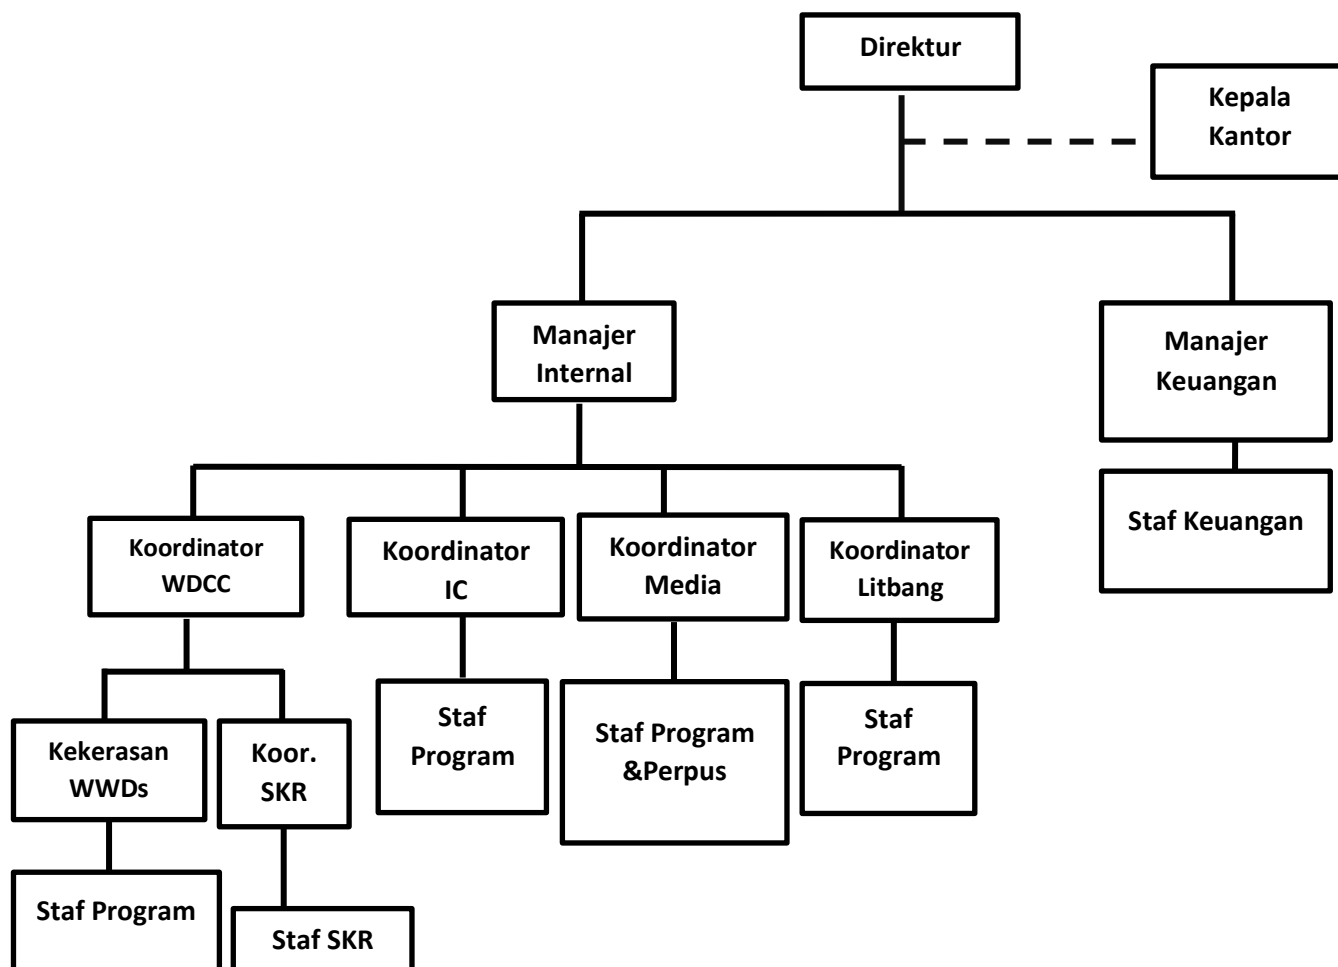 Direktur
Kepala
Kantor
Manajer
Internal
Manajer
Keuangan
Staf Keuangan
Koordinator
WDCC
Koordinator
IC
Koordinator
Media
Koordinator
Litbang
Staf
Program
Staf Program
&Perpus
Staf
Program
Kekerasan
WWDs
Koor.
SKR
Staf Program
Staf SKR